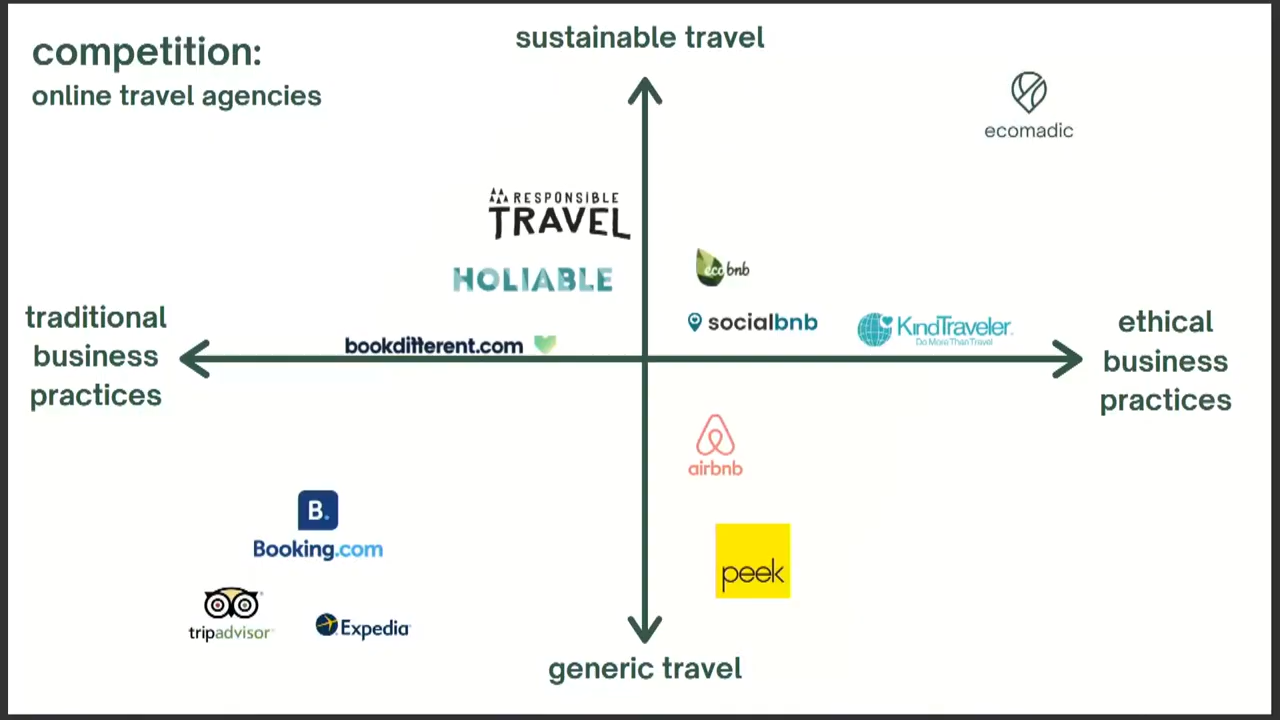 competition:
online travel agencies
sustainable travel
ecomadic
RESPONSIBLE
TRAVEL
HOLIABLE
ecobnb
socialbnb
KindTraveler
Do More Than Travel
bookdifferent.com
traditional
business
practices
ethical
business
practices
airbnb
B.
Booking.com
peek
tripadvisor
Expedia
generic travel